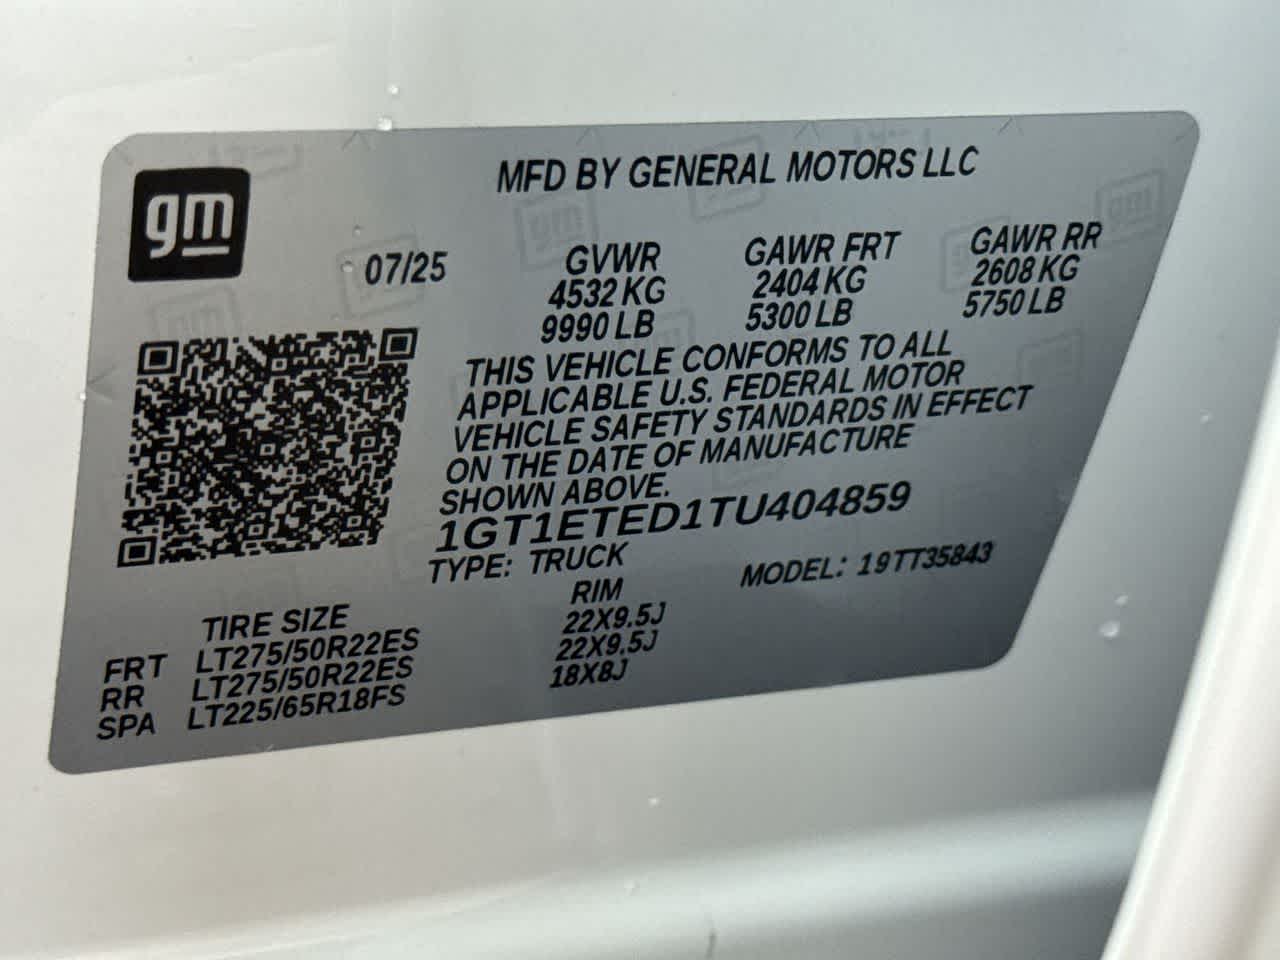 gm
MFD BY GENERAL MOTORS LLC
07/25
GVWR GAWR FRT GAWR RR
4532 KG 2404 KG 2608 KG
9990 LB 5300 LB 5750 LB
THIS VEHICLE CONFORMS TO ALL
APPLICABLE U.S. FEDERAL MOTOR
VEHICLE SAFETY STANDARDS IN EFFECT
ON THE DATE OF MANUFACTURE
SHOWN ABOVE.
1GT1ETED1TU404859
TYPE: TRUCK MODEL: 19TT35843
TIRE SIZE RIM
FRT LT275/50R22ES 22X9.5J
RR LT275/50R22ES 22X9.5J
SPA LT225/65R18FS 18X8J